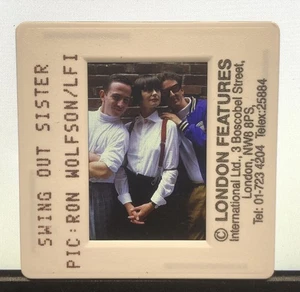 SWING OUT SISTER
PIC: RON WOLFSON/LFI
© LONDON FEATURES
International Ltd., 3 Boscobel Street,
London, NW8 8PS,
Tel: 01-723 4204 Telex:25884